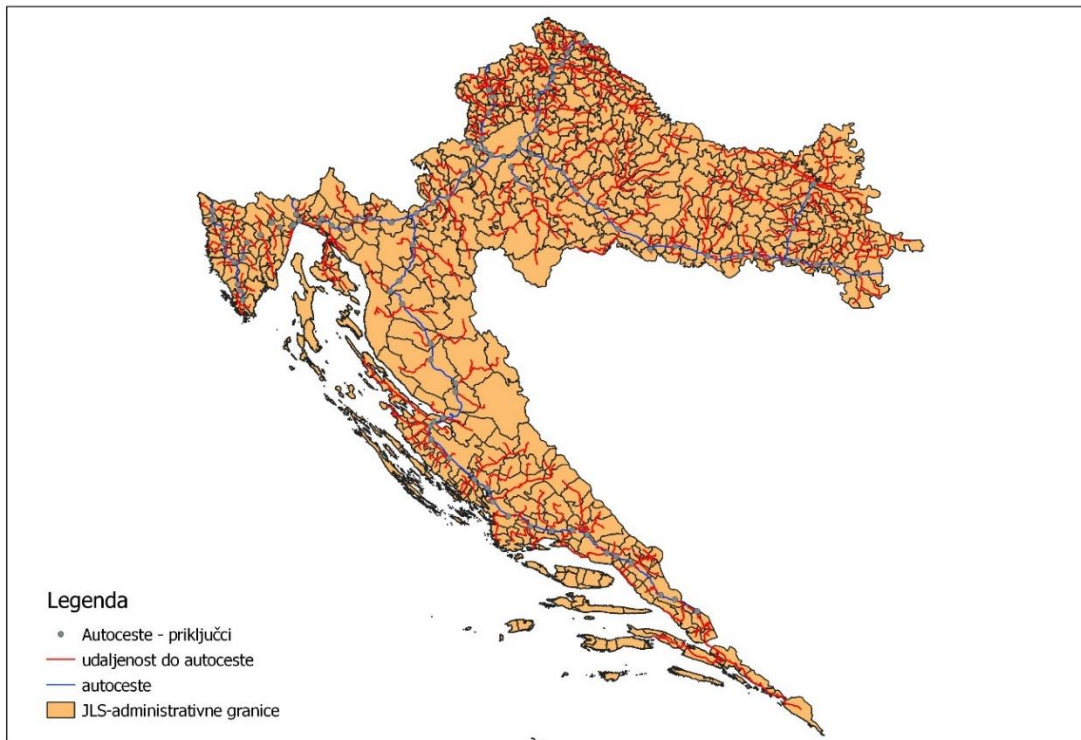 Legenda
Autoceste - priključci
udaljenost do autoceste
autoceste
JLS-administrativne granice